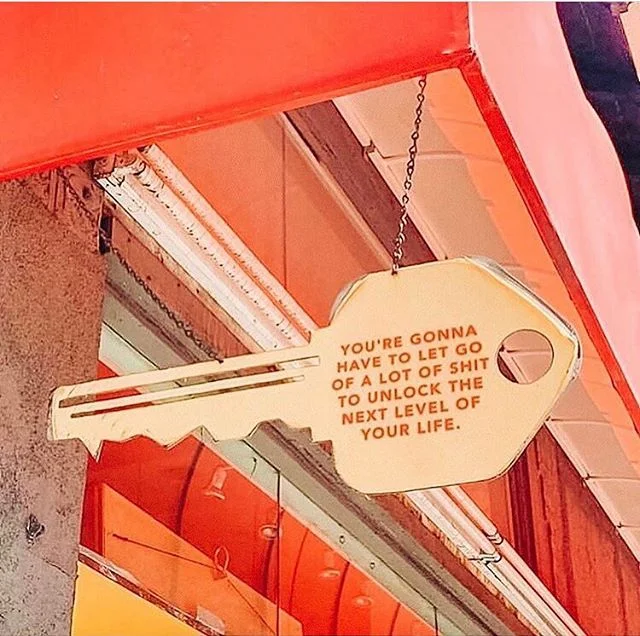 YOU'RE GONNA
HAVE TO LET GO
OF A LOT OF SHIT
TO UNLOCK THE
NEXT LEVEL OF
YOUR LIFE.